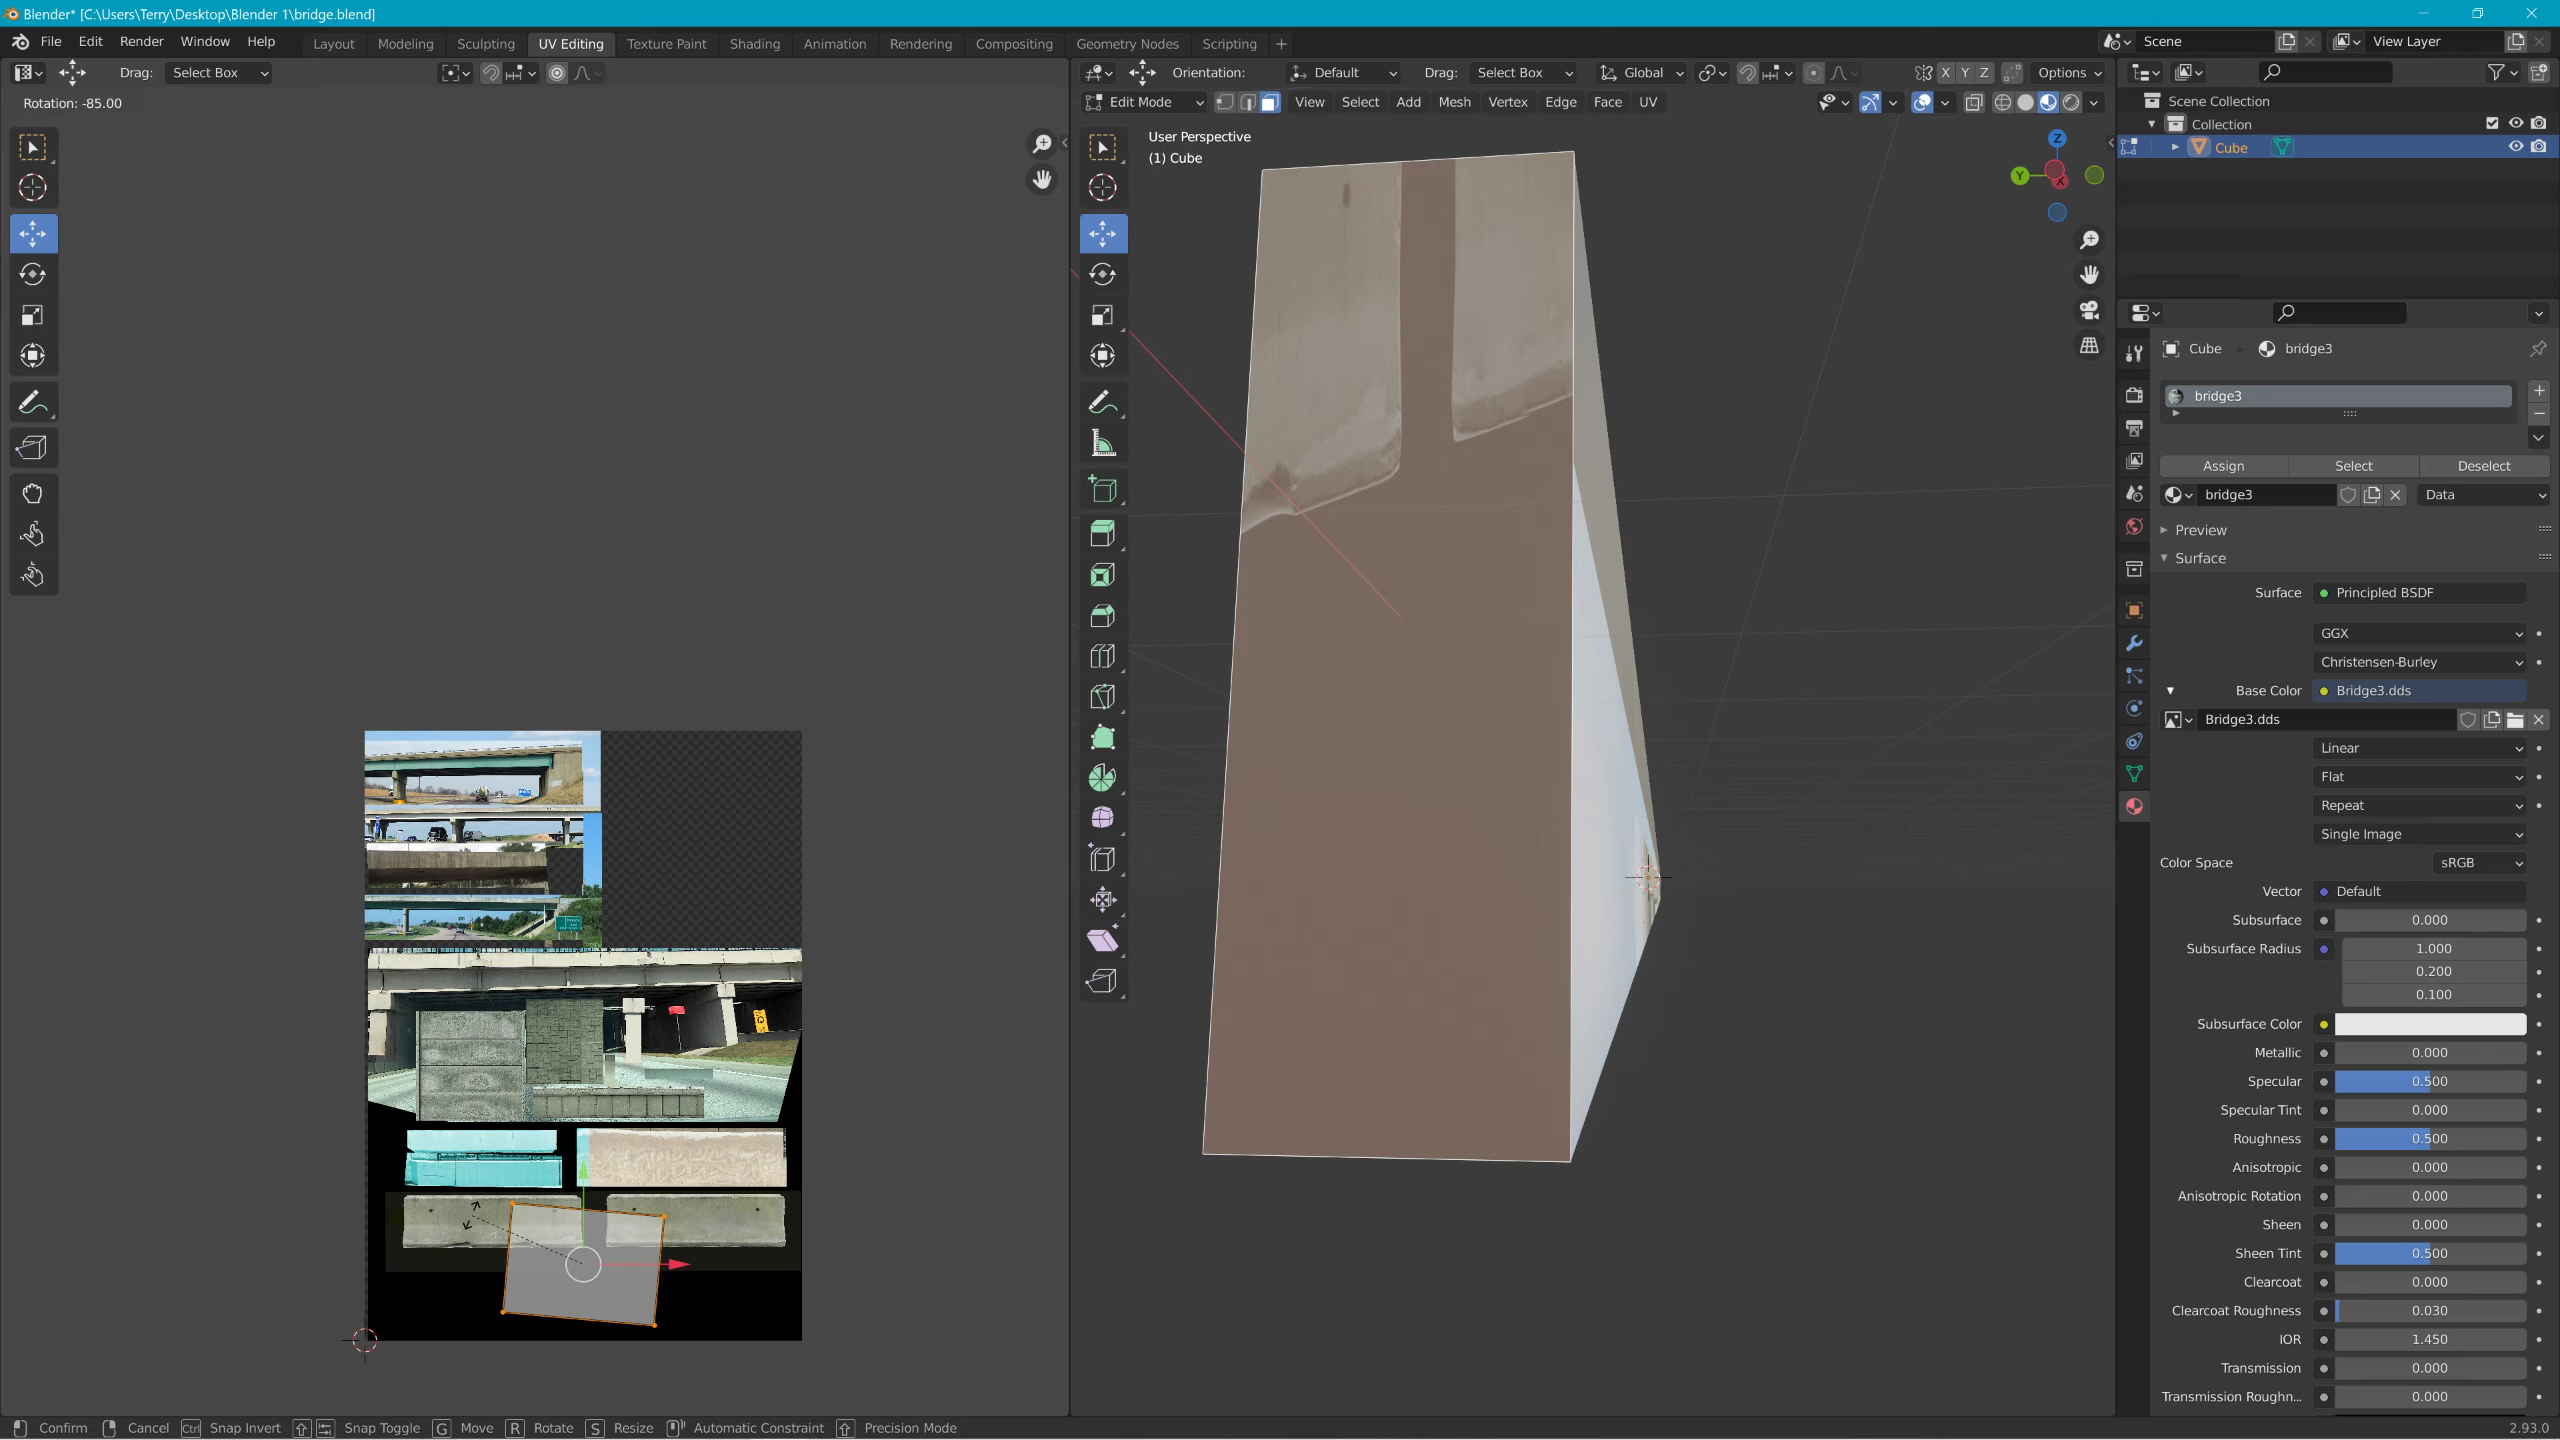 Blender* [C:\Users\Terry\Desktop\Blender 1\bridge.blend]
File Edit Render Window Help Layout Modeling Sculpting UV Editing Texture Paint Shading Animation Rendering Compositing Geometry Nodes Scripting + Scene View Layer
Drag: Select Box Orientation: Default Drag: Select Box Global X Y Z Options
Rotation: -85.00
Edit Mode View Select Add Mesh Vertex Edge Face UV
User Perspective
(1) Cube
Z
Y
X
Scene Collection
Collection
Cube
Cube bridge3
bridge3
Assign Select Deselect
bridge3 Data
Preview
Surface
Surface Principled BSDF
GGX
Christensen-Burley
Base Color Bridge3.dds
Bridge3.dds
Linear
Flat
Repeat
Single Image
Color Space sRGB
Vector Default
Subsurface 0.000
Subsurface Radius 1.000
0.200
0.100
Subsurface Color
Metallic 0.000
Specular 0.500
Specular Tint 0.000
Roughness 0.500
Anisotropic 0.000
Anisotropic Rotation 0.000
Sheen 0.000
Sheen Tint 0.500
Clearcoat 0.000
Clearcoat Roughness 0.030
IOR 1.450
Transmission 0.000
Transmission Roughn... 0.000
Confirm Cancel Ctrl Snap Invert Snap Toggle G Move R Rotate S Resize Automatic Constraint Precision Mode 2.93.0